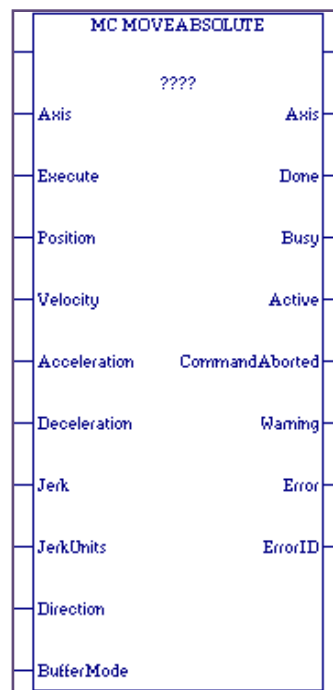 MC MOVEABSOLUTE
????
Axis Axis
Execute Done
Position Busy
Velocity Active
Acceleration CommandAborted
Deceleration Warning
Jerk Error
JerkUnits ErrorID
Direction
BufferMode